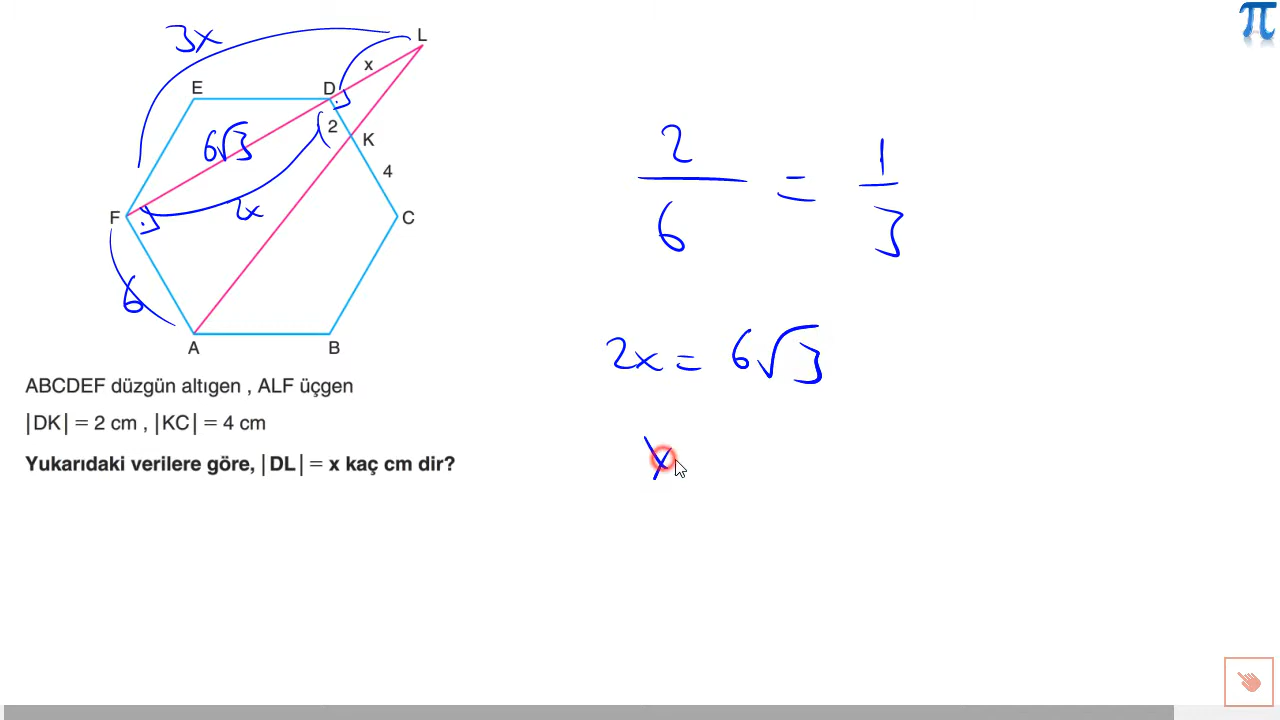 π
3x
L
x
E
D
2
6√3
K
4
2x
F
C
6
A
B
2/6 = 1/3
2x = 6√3
x
ABCDEF düzgün altıgen , ALF üçgen
|DK| = 2 cm , |KC| = 4 cm
Yukarıdaki verilere göre, |DL| = x kaç cm dir?